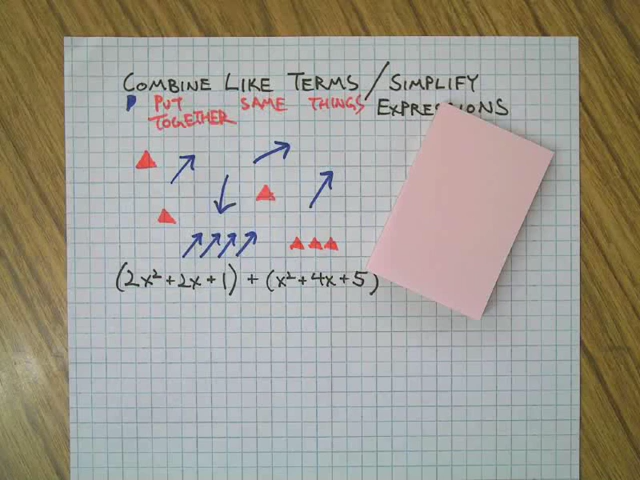 COMBINE LIKE TERMS / SIMPLIFY
EXPRESSIONS
PUT SAME THINGS
TOGETHER
(2x²+2x+1) + (x²+4x+5)